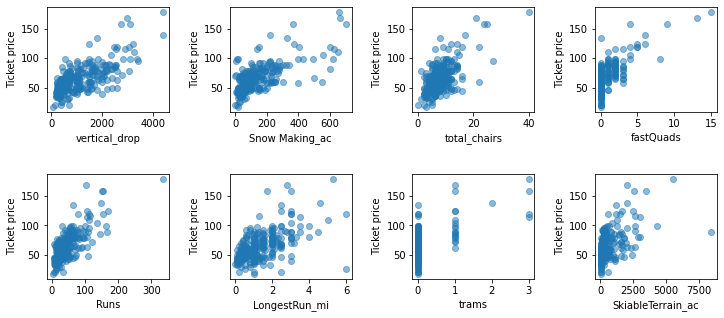 Ticket price
150
100
50
0 2000 4000
vertical_drop
Ticket price
150
100
50
0 200 400 600
Snow Making_ac
Ticket price
150
100
50
0 20 40
total_chairs
Ticket price
150
100
50
0 5 10 15
fastQuads
Ticket price
150
100
50
0 100 200 300
Runs
Ticket price
150
100
50
0 2 4 6
LongestRun_mi
Ticket price
150
100
50
0 1 2 3
trams
Ticket price
150
100
50
0 2500 5000 7500
SkiableTerrain_ac